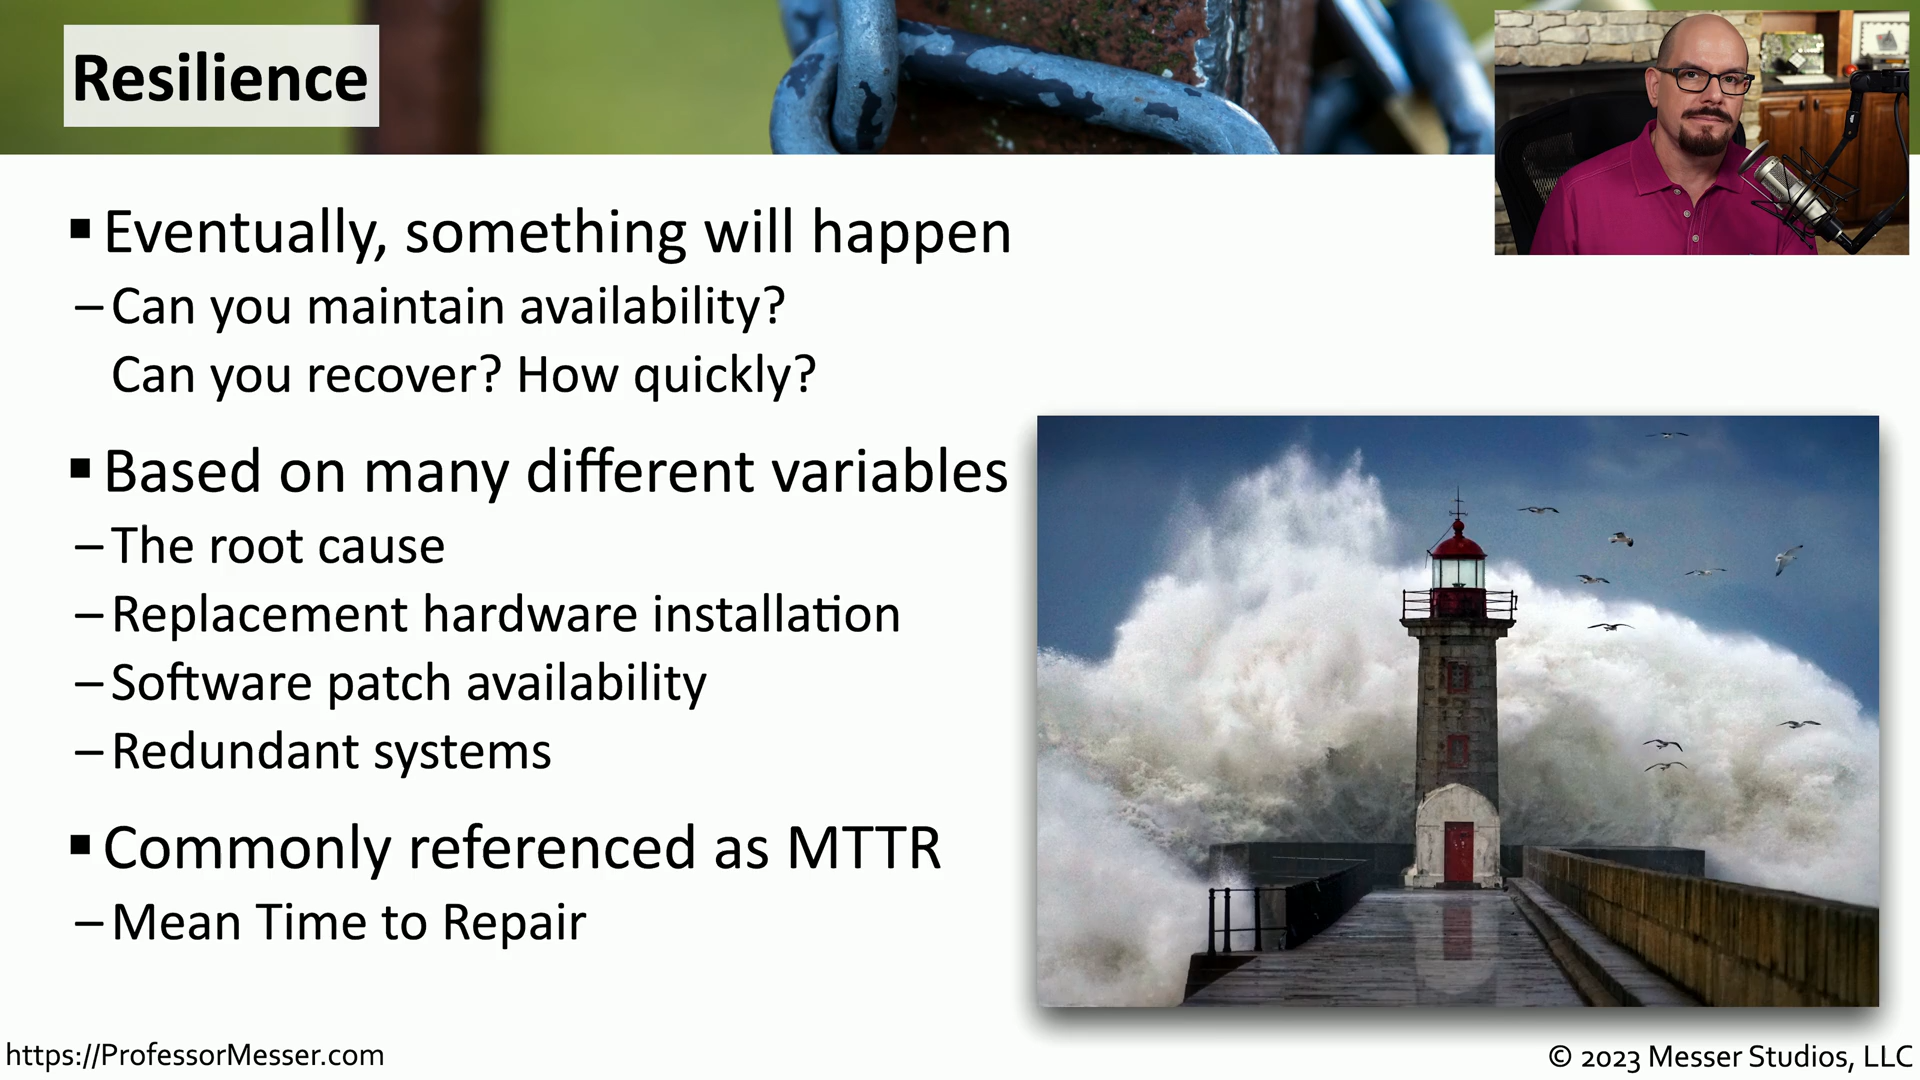 Resilience
▪ Eventually, something will happen
– Can you maintain availability?
Can you recover? How quickly?
▪ Based on many different variables
– The root cause
– Replacement hardware installation
– Software patch availability
– Redundant systems
▪ Commonly referenced as MTTR
– Mean Time to Repair
https://ProfessorMesser.com
© 2023 Messer Studios, LLC